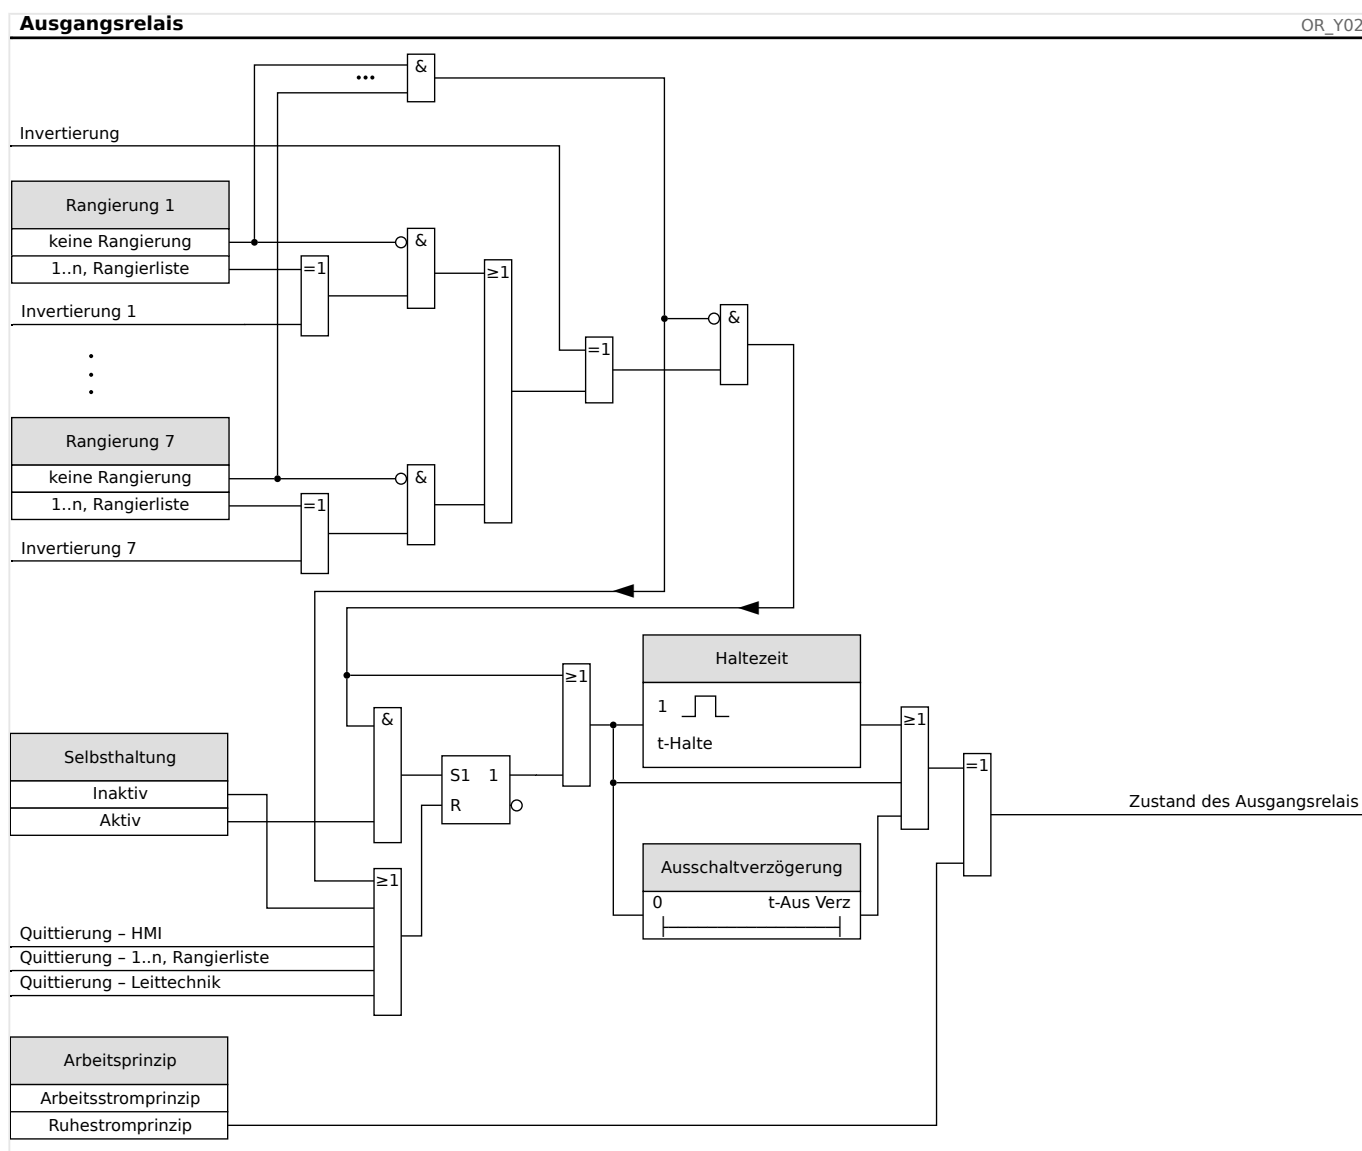 Ausgangsrelais
OR_Y02
&
...
Invertierung
Rangierung 1
keine Rangierung
&
1..n, Rangierliste
=1
≥1
Invertierung 1
&
=1
Rangierung 7
keine Rangierung
&
1..n, Rangierliste
=1
Invertierung 7
Haltezeit
≥1
1
t-Halte
&
≥1
Selbsthaltung
Inaktiv
Aktiv
S1 1
R
=1
Zustand des Ausgangsrelais
Ausschaltverzögerung
0 t-Aus Verz
≥1
Quittierung – HMI
Quittierung – 1..n, Rangierliste
Quittierung – Leittechnik
Arbeitsprinzip
Arbeitsstromprinzip
Ruhestromprinzip